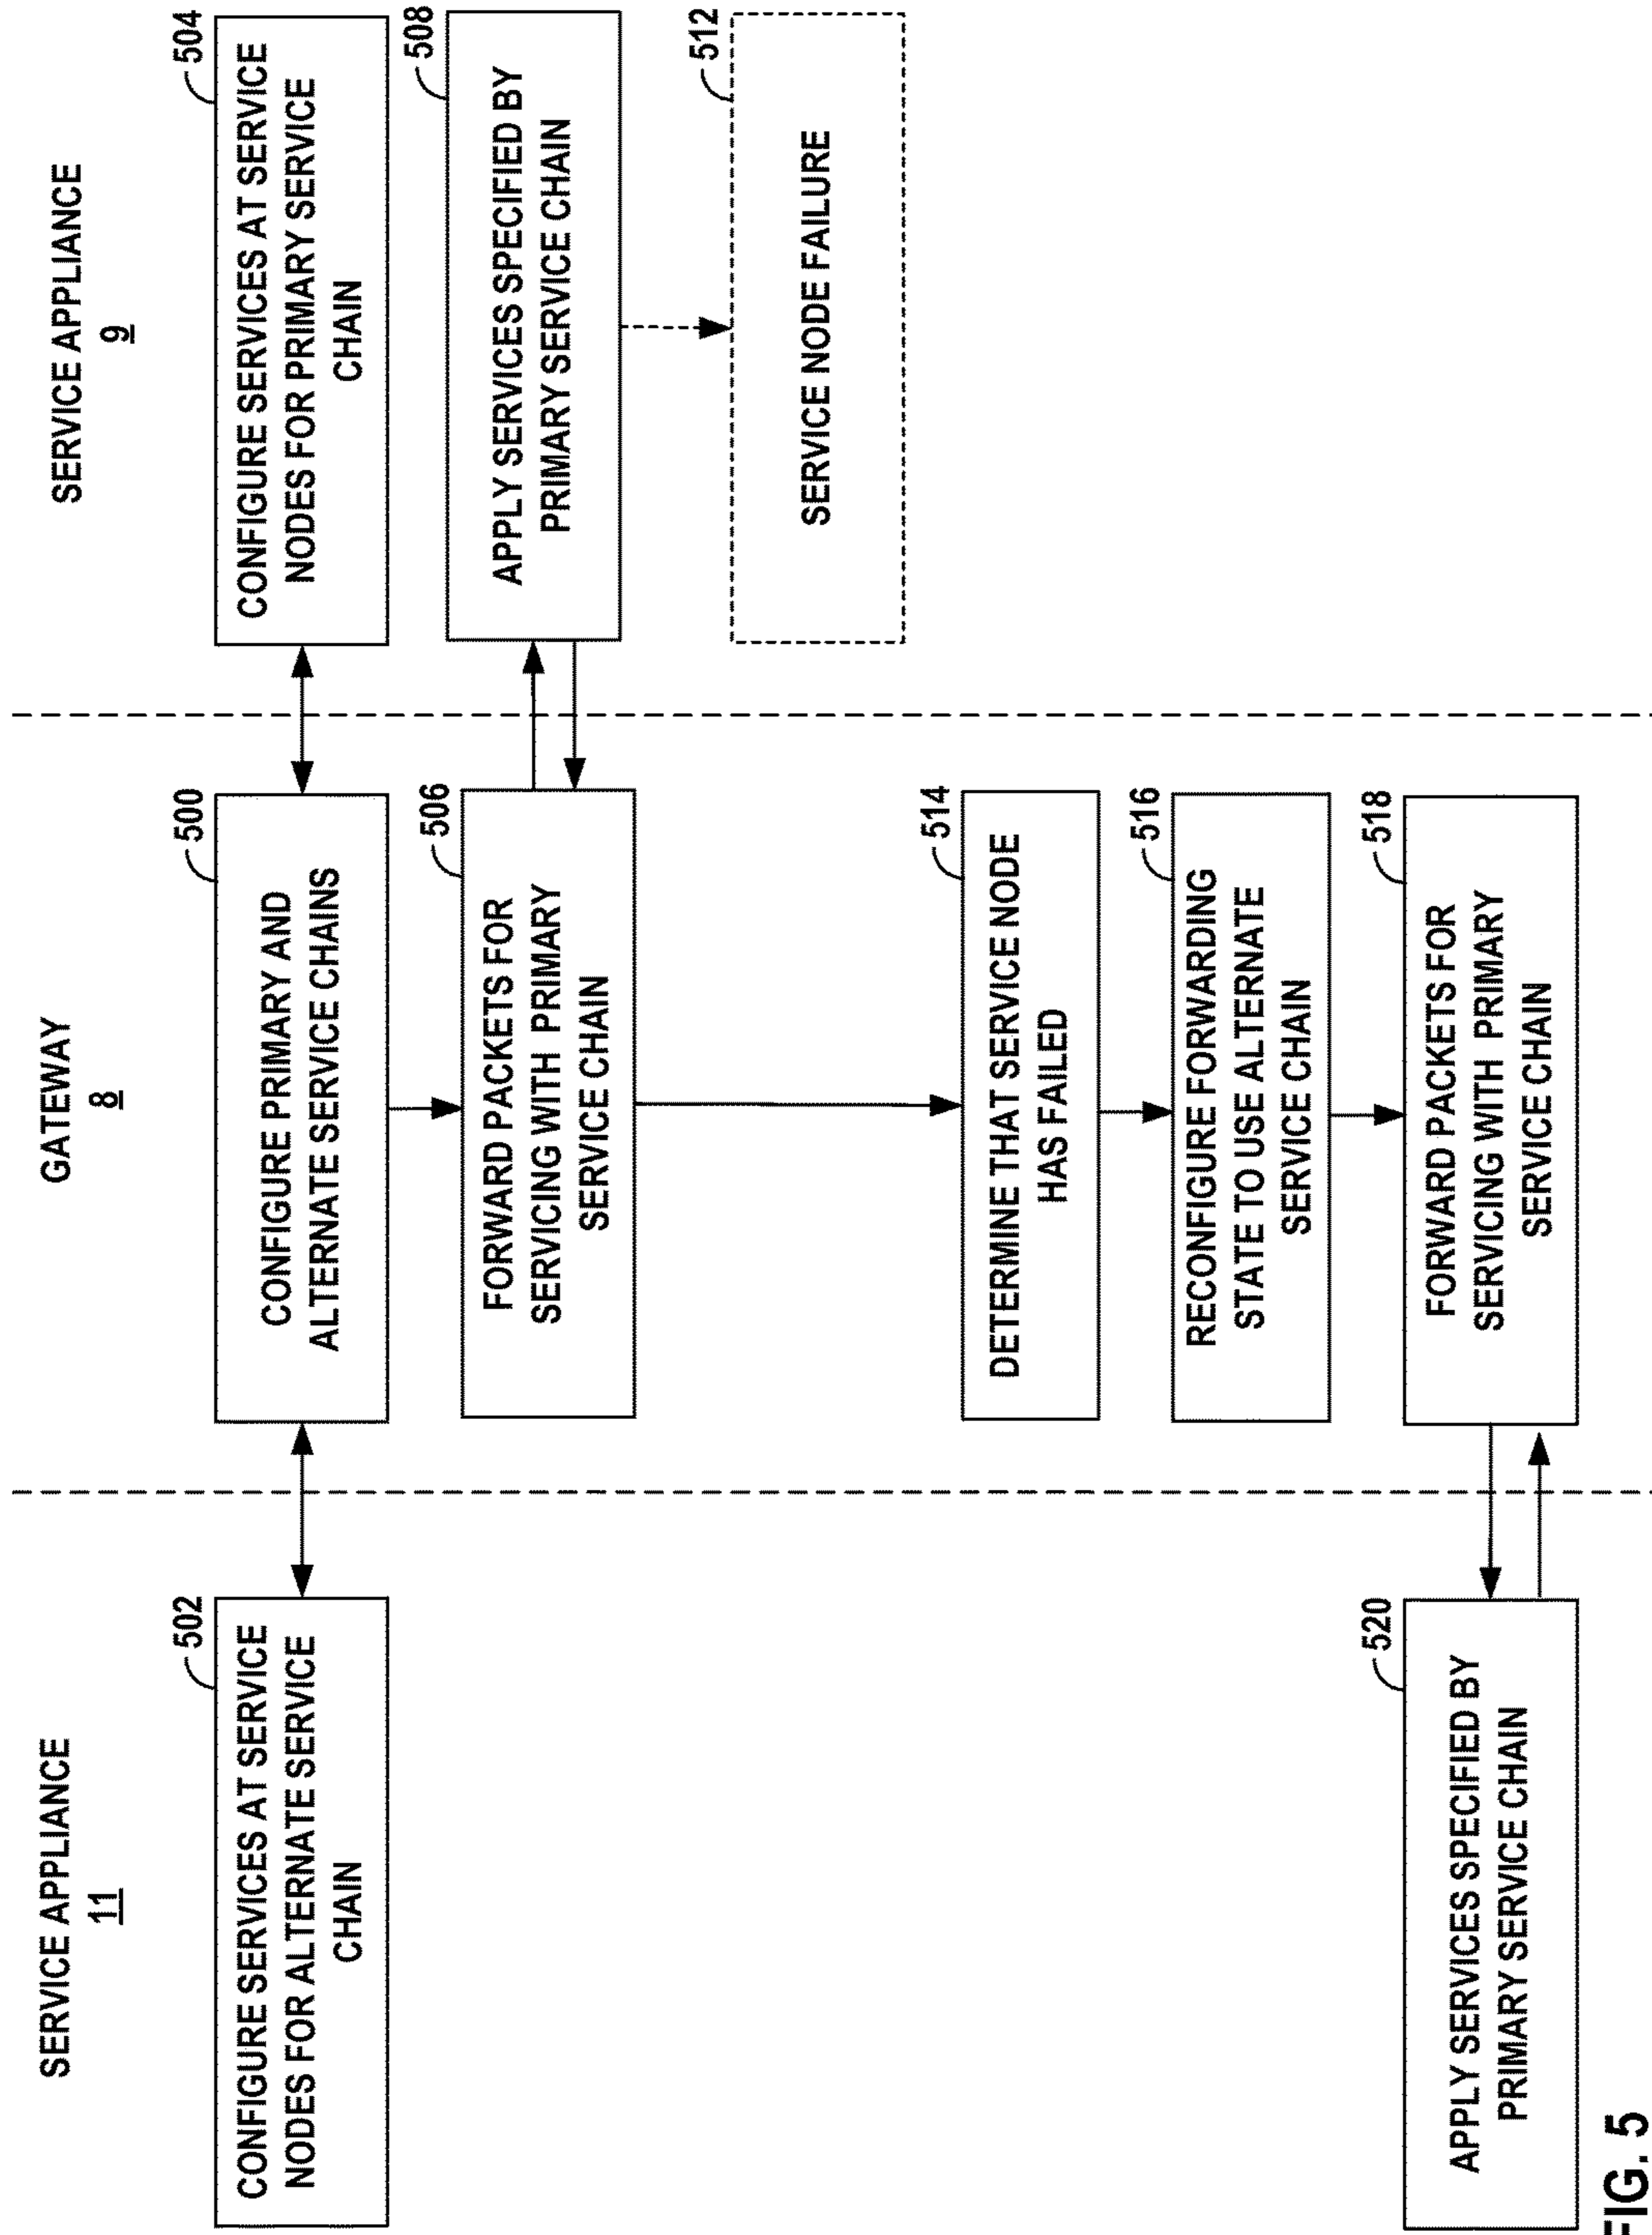 SERVICE APPLIANCE
11
GATEWAY
8
SERVICE APPLIANCE
9
502
CONFIGURE SERVICES AT SERVICE
NODES FOR ALTERNATE SERVICE
CHAIN
500
CONFIGURE PRIMARY AND
ALTERNATE SERVICE CHAINS
504
CONFIGURE SERVICES AT SERVICE
NODES FOR PRIMARY SERVICE
CHAIN
506
FORWARD PACKETS FOR
SERVICING WITH PRIMARY
SERVICE CHAIN
508
APPLY SERVICES SPECIFIED BY
PRIMARY SERVICE CHAIN
512
SERVICE NODE FAILURE
514
DETERMINE THAT SERVICE NODE
HAS FAILED
516
RECONFIGURE FORWARDING
STATE TO USE ALTERNATE
SERVICE CHAIN
518
FORWARD PACKETS FOR
SERVICING WITH PRIMARY
SERVICE CHAIN
520
APPLY SERVICES SPECIFIED BY
PRIMARY SERVICE CHAIN
FIG. 5